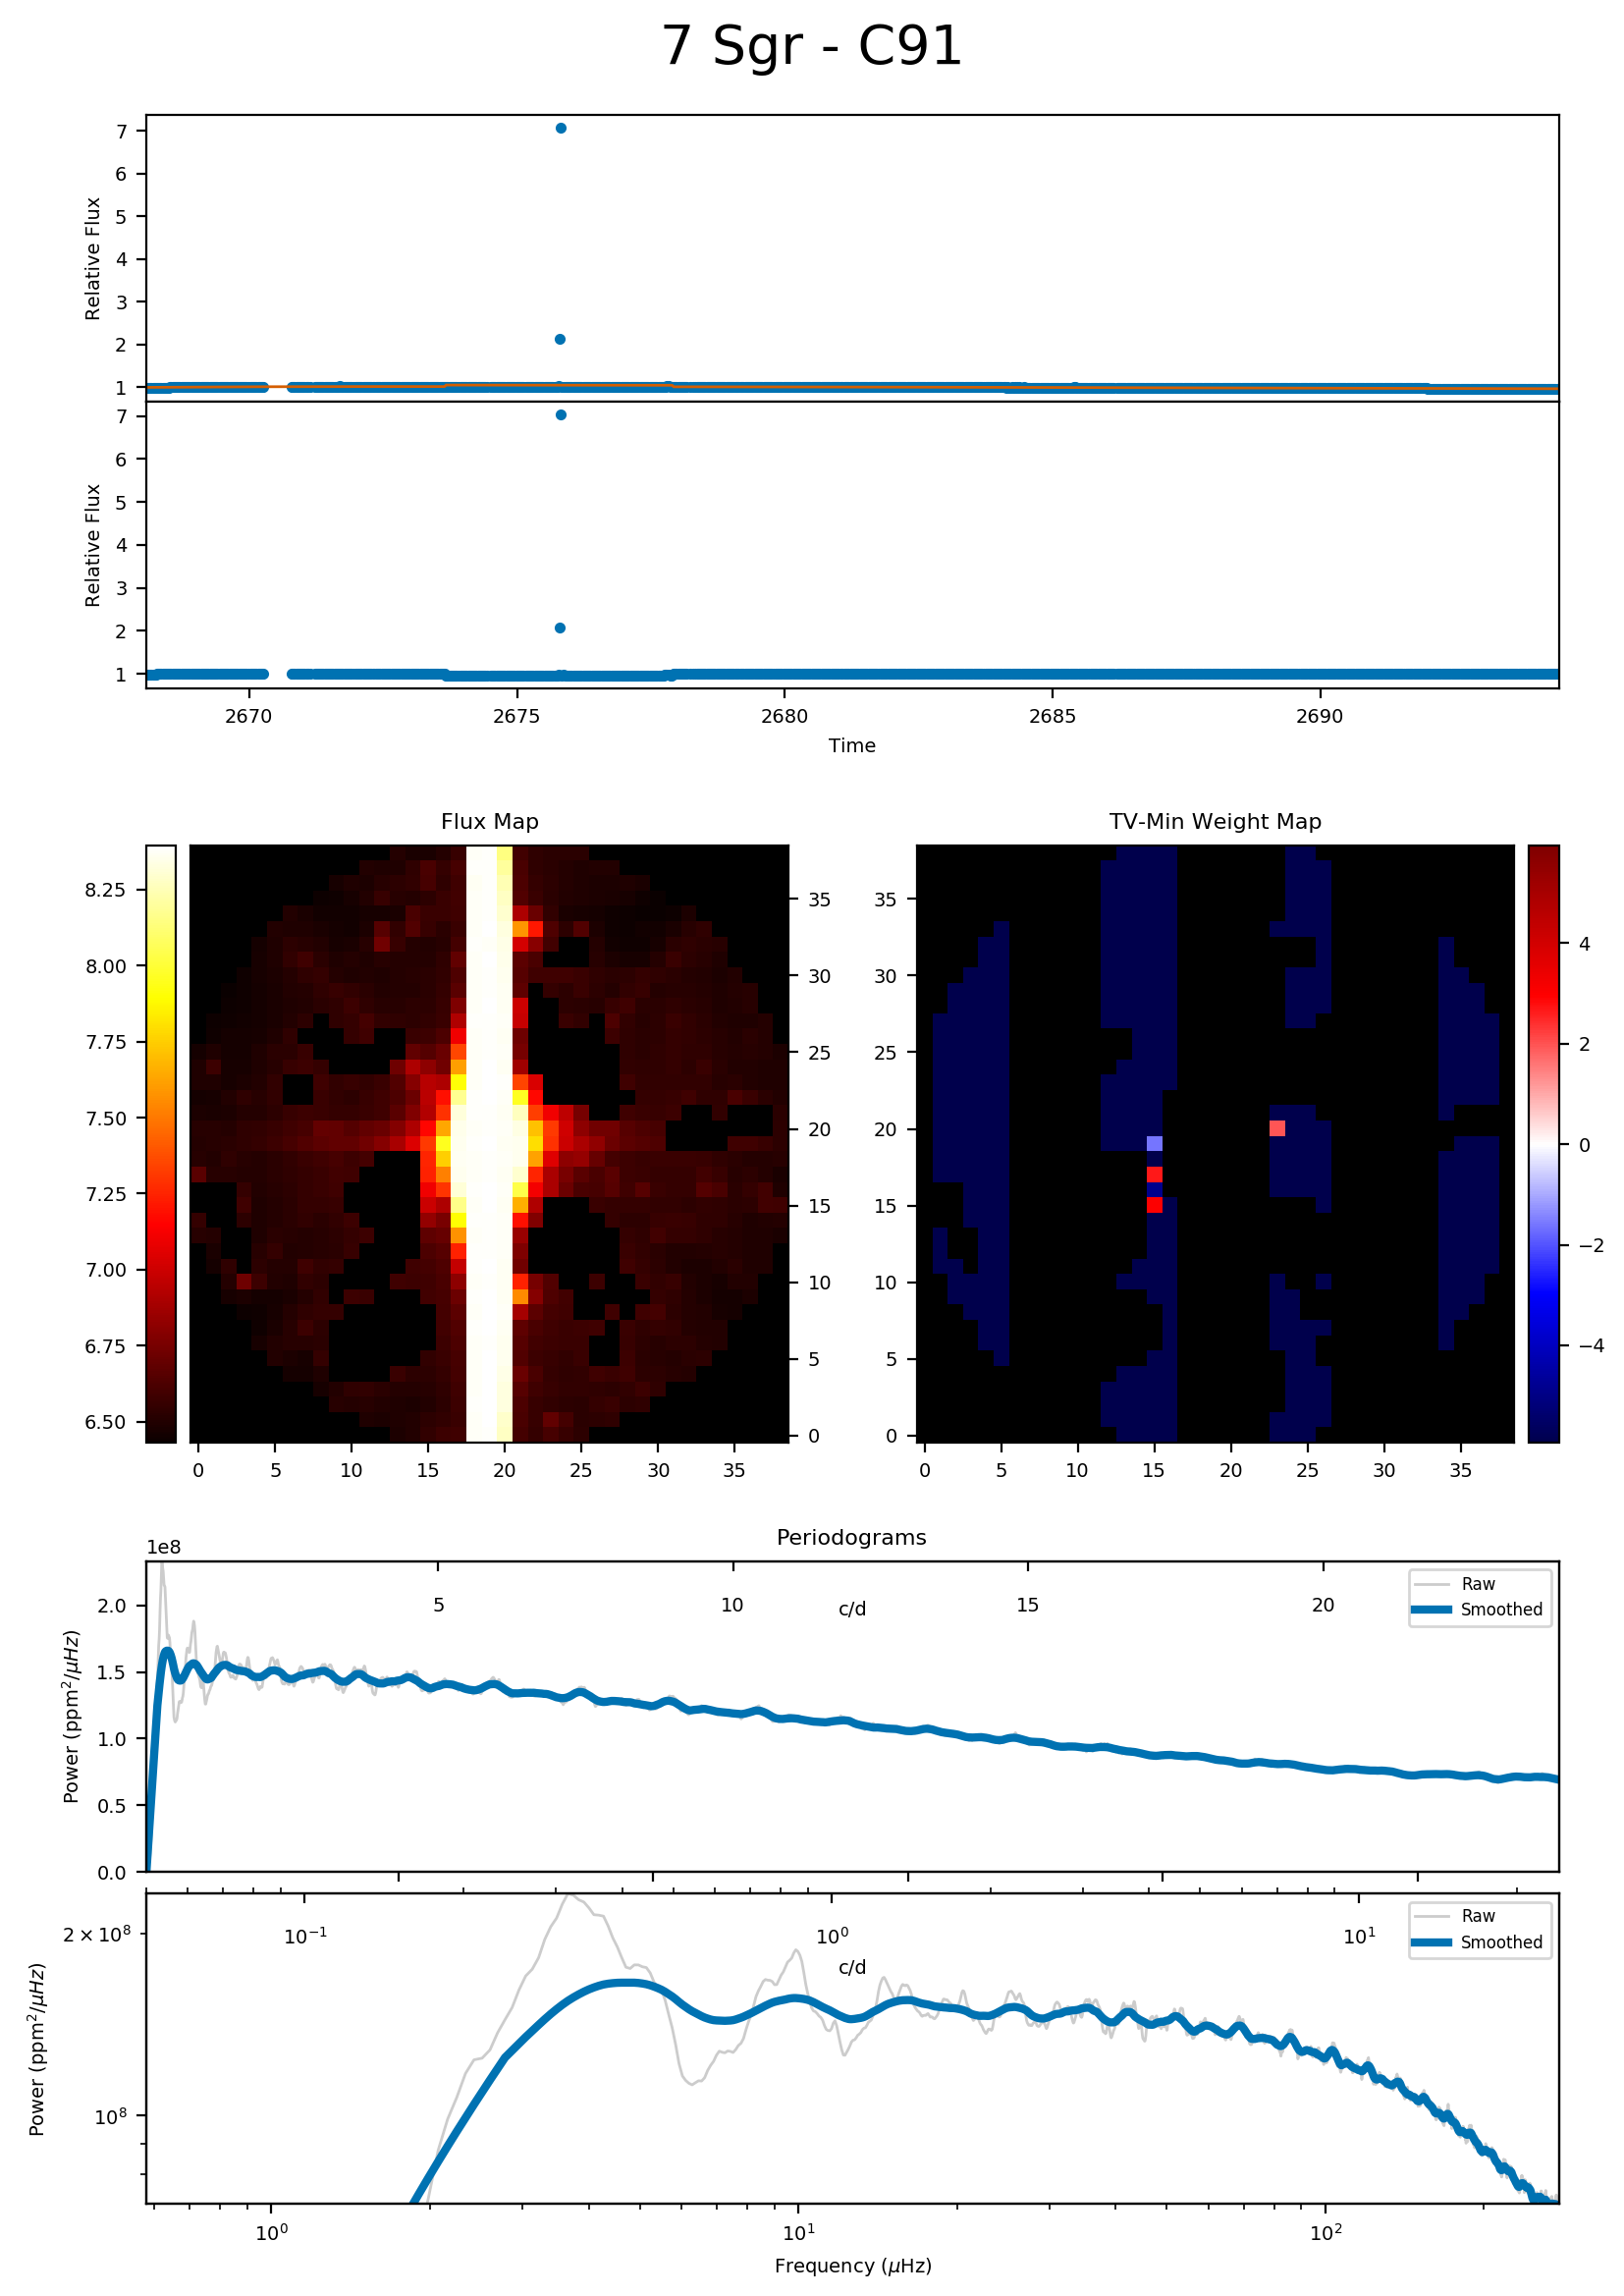 7 Sgr - C91
7
6
5
4
3
2
1
Relative Flux
7
6
5
4
3
2
1
Relative Flux
2670 2675 2680 2685 2690
Time
Flux Map
8.25
8.00
7.75
7.50
7.25
7.00
6.75
6.50
35
30
25
20
15
10
5
0
0 5 10 15 20 25 30 35
TV-Min Weight Map
35
30
25
20
15
10
5
0
0 5 10 15 20 25 30 35
4
2
0
−2
−4
Periodograms
1e8
5 10 15 20
c/d
Raw
Smoothed
2.0
1.5
1.0
0.5
0.0
Power (ppm²/μHz)
2 × 10⁸
10⁸
Power (ppm²/μHz)
10⁻¹ 10⁰ 10¹
c/d
Raw
Smoothed
10⁰ 10¹ 10²
Frequency (μHz)